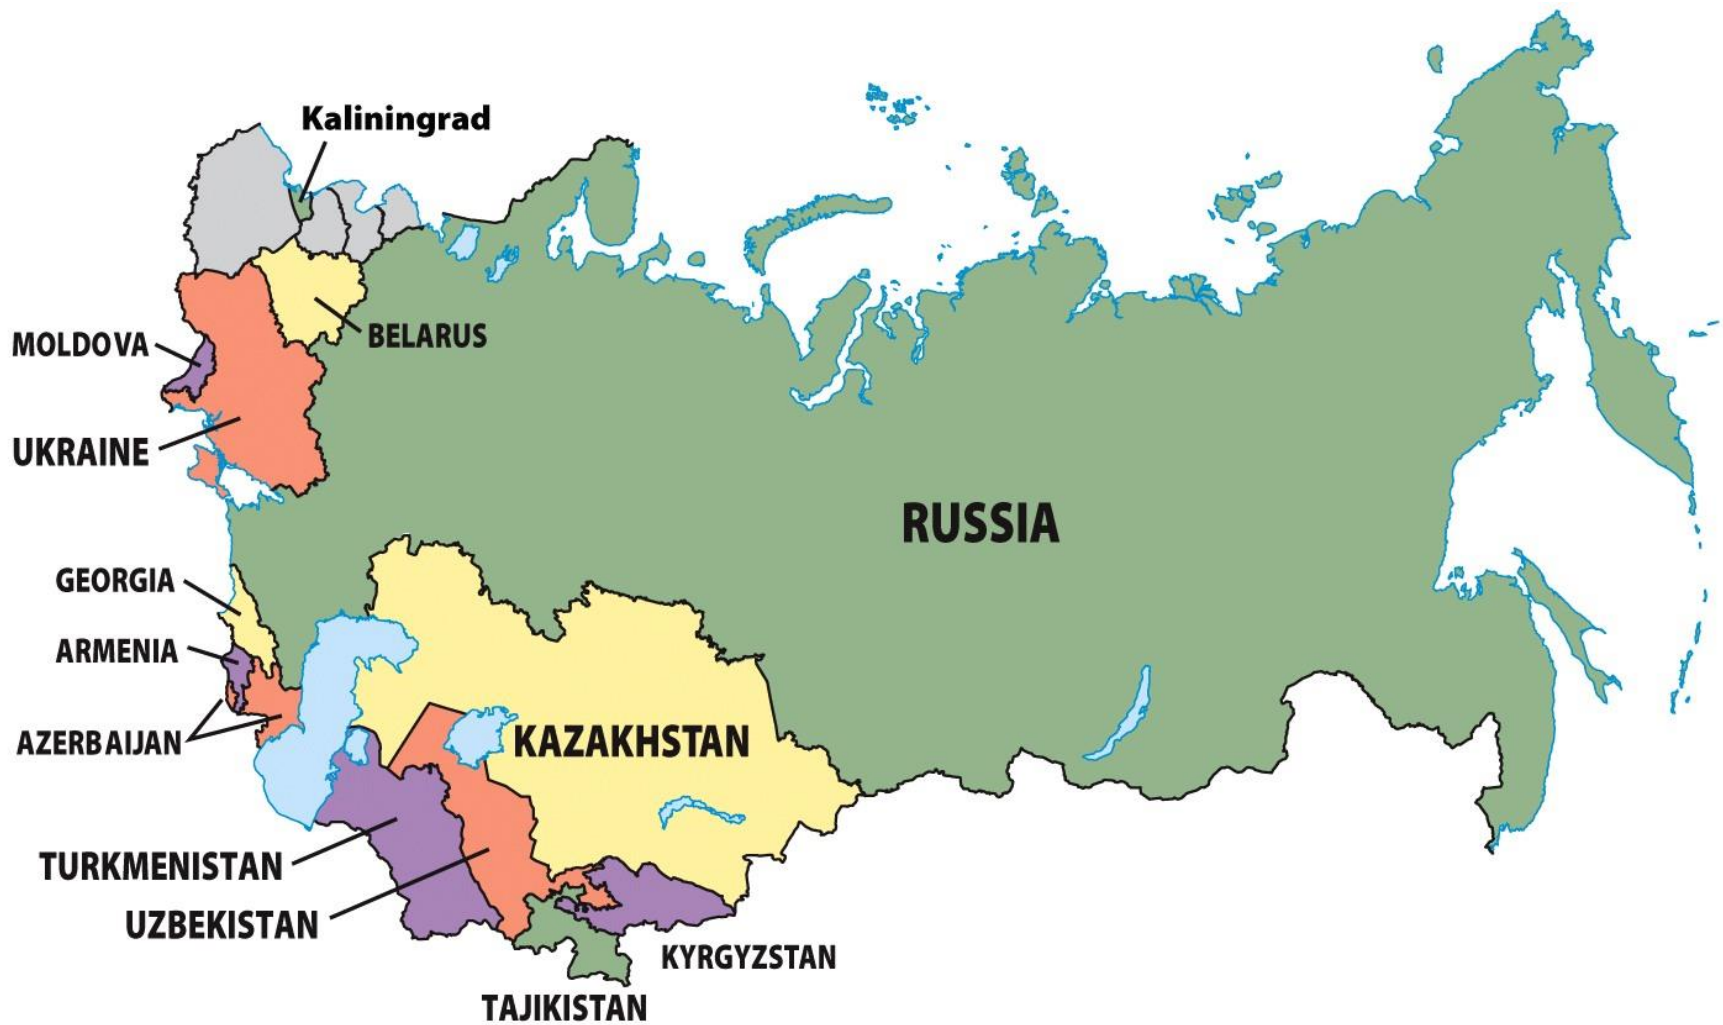 Kaliningrad
MOLDOVA
BELARUS
UKRAINE
RUSSIA
GEORGIA
ARMENIA
AZERBAIJAN
KAZAKHSTAN
TURKMENISTAN
UZBEKISTAN
KYRGYZSTAN
TAJIKISTAN